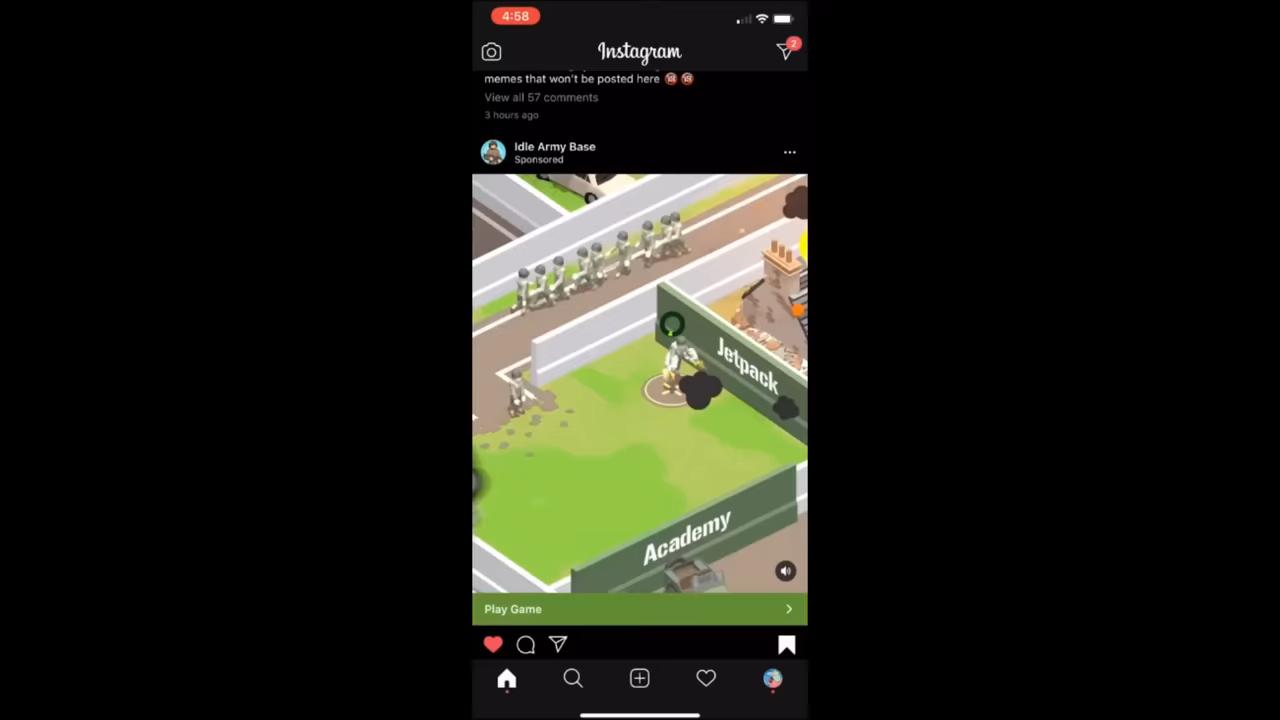 4:58
Instagram
2
memes that won't be posted here 🔞 🔞
View all 57 comments
3 hours ago
Idle Army Base
Sponsored
Jetpack
Academy
Play Game